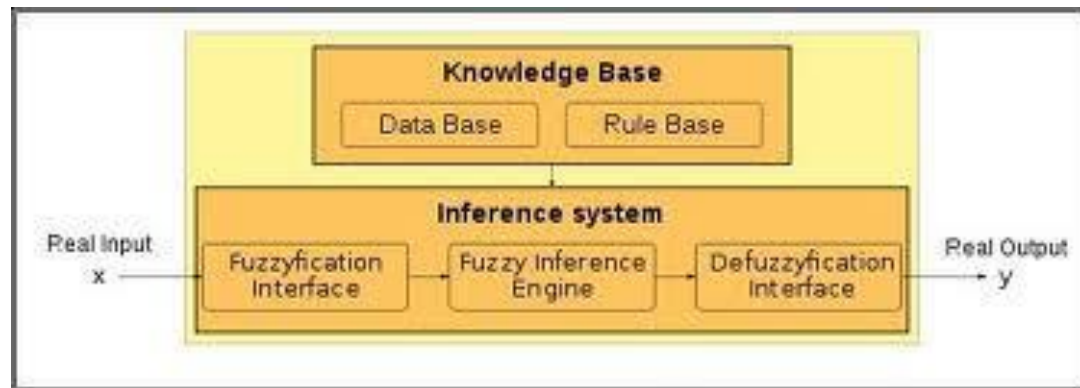 Knowledge Base
Data Base
Rule Base
Inference system
Real Input
x
Fuzzyfication
Interface
Fuzzy Inference
Engine
Defuzzyfication
Interface
Real Output
y